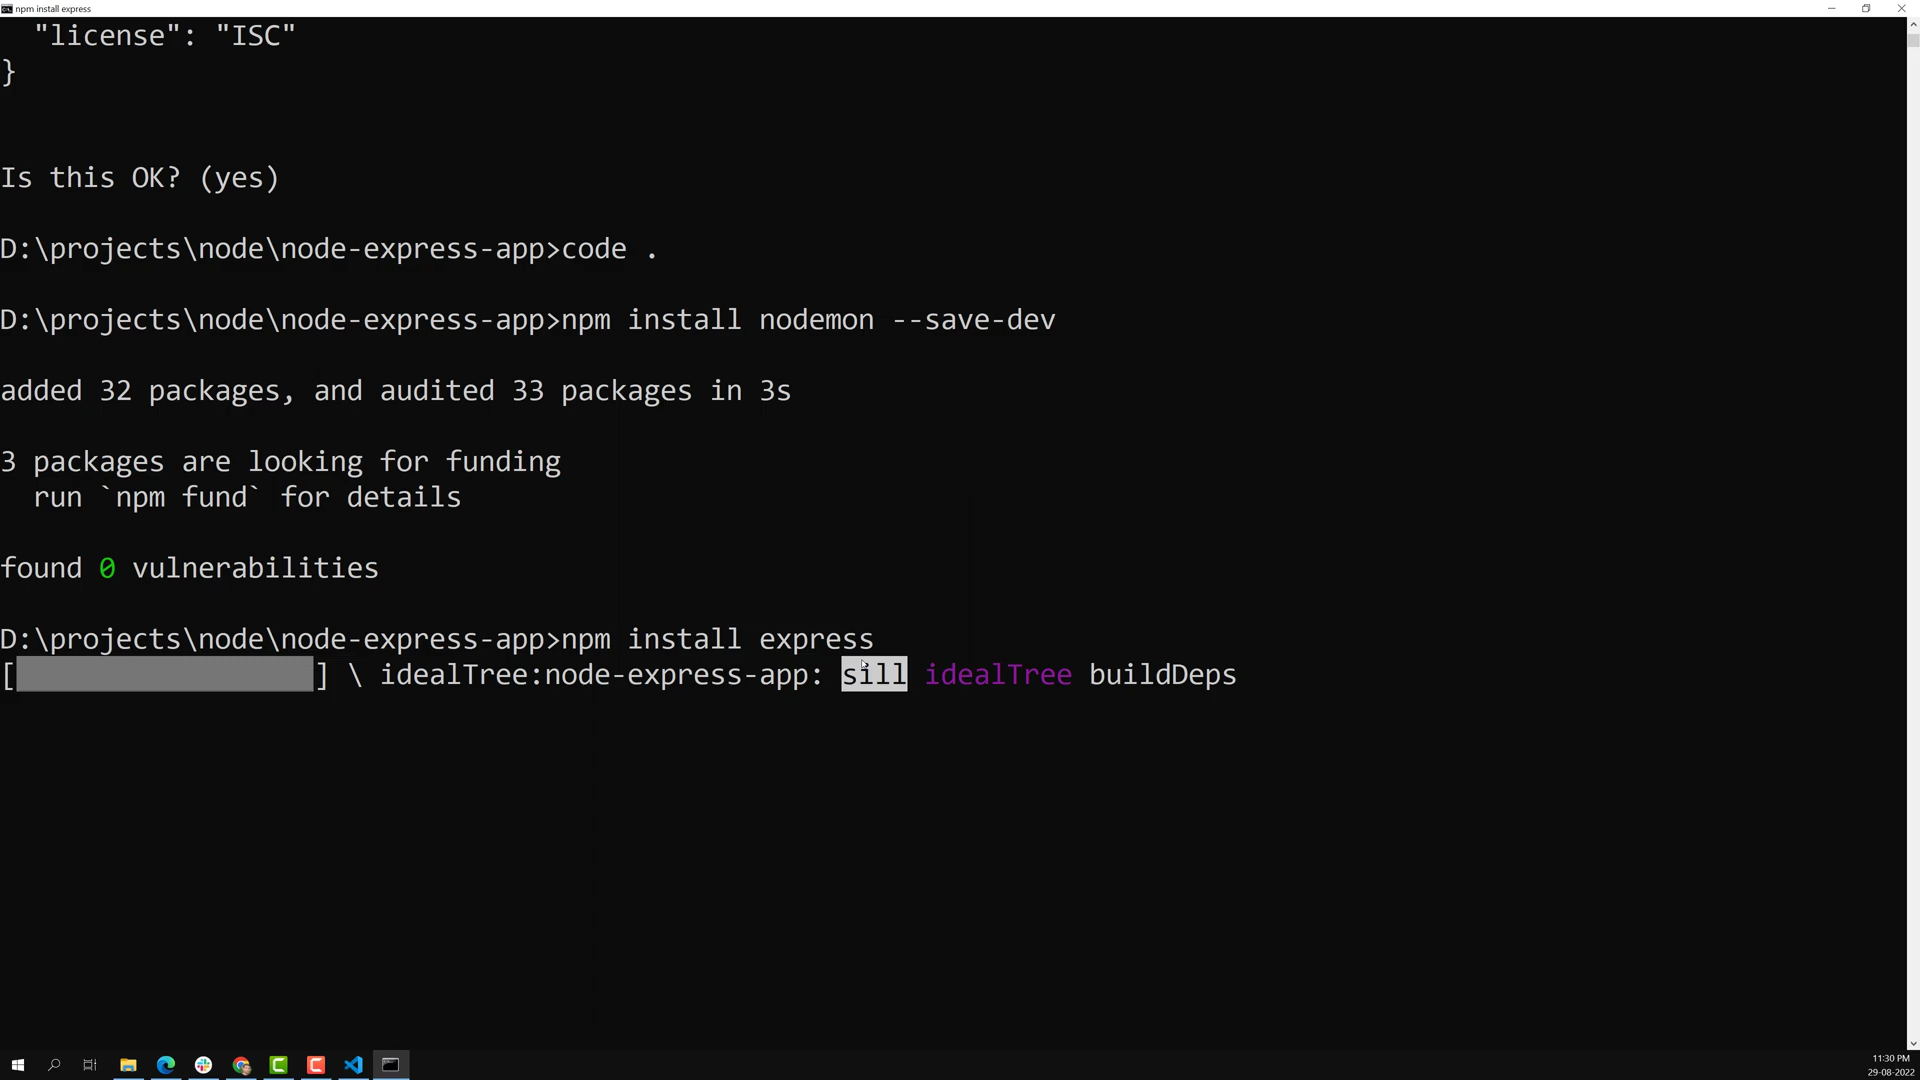 npm install express
"license": "ISC"
}
Is this OK? (yes)
D:\projects\node\node-express-app>code .
D:\projects\node\node-express-app>npm install nodemon --save-dev
added 32 packages, and audited 33 packages in 3s
3 packages are looking for funding
run `npm fund` for details
found 0 vulnerabilities
D:\projects\node\node-express-app>npm install express
[                  ] \ idealTree:node-express-app: sill idealTree buildDeps
11:30 PM
29-08-2022